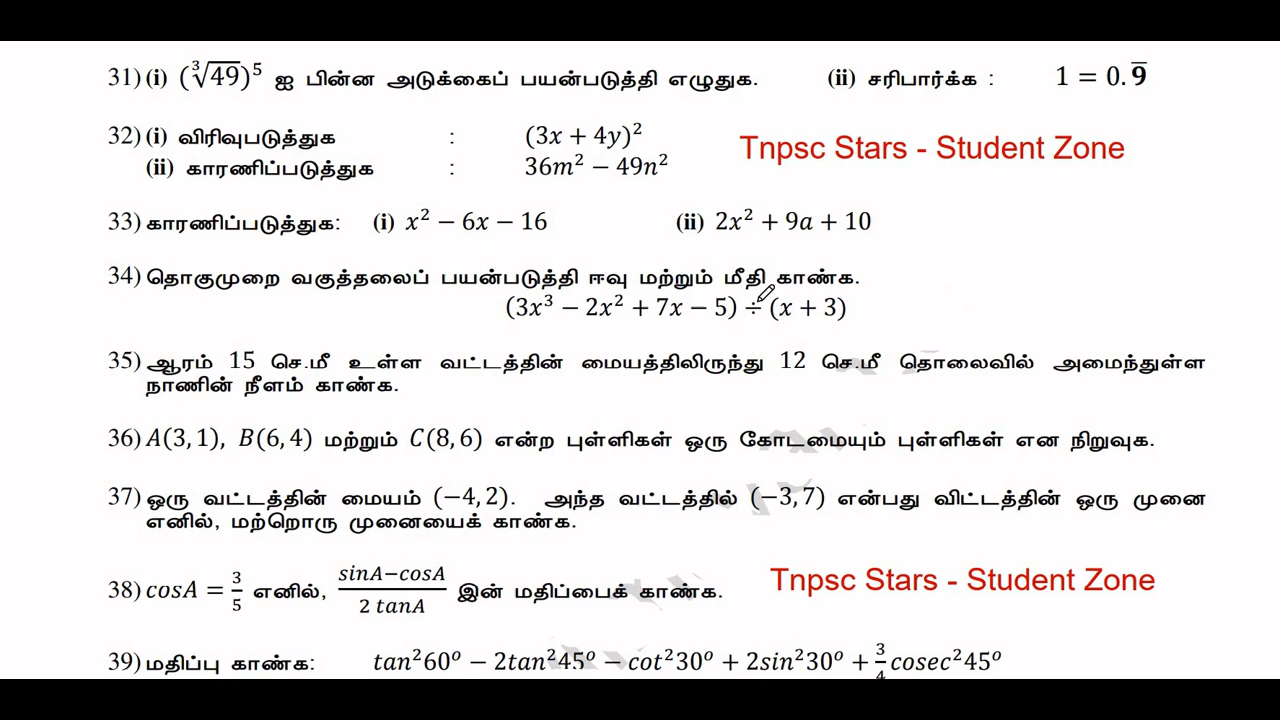 31) (i) (∛49)⁵ ஐ பின்ன அடுக்கைப் பயன்படுத்தி எழுதுக. (ii) சரிபார்க்க : 1 = 0.9̅
32) (i) விரிவுபடுத்துக : (3x + 4y)²
Tnpsc Stars - Student Zone
(ii) காரணிப்படுத்துக : 36m² − 49n²
33) காரணிப்படுத்துக: (i) x² − 6x − 16 (ii) 2x² + 9a + 10
34) தொகுமுறை வகுத்தலைப் பயன்படுத்தி ஈவு மற்றும் மீதி காண்க.
(3x³ − 2x² + 7x − 5) ÷ (x + 3)
35) ஆரம் 15 செ.மீ உள்ள வட்டத்தின் மையத்திலிருந்து 12 செ.மீ தொலைவில் அமைந்துள்ள
நாணின் நீளம் காண்க.
36) A(3, 1), B(6, 4) மற்றும் C(8, 6) என்ற புள்ளிகள் ஒரு கோடமையும் புள்ளிகள் என நிறுவுக.
37) ஒரு வட்டத்தின் மையம் (−4, 2). அந்த வட்டத்தில் (−3, 7) என்பது விட்டத்தின் ஒரு முனை
எனில், மற்றொரு முனையைக் காண்க.
38) cosA = 3/5 எனில், (sinA−cosA)/(2 tanA) இன் மதிப்பைக் காண்க.
Tnpsc Stars - Student Zone
39) மதிப்பு காண்க: tan²60° − 2tan²45° − cot²30° + 2sin²30° + 3/4 cosec²45°